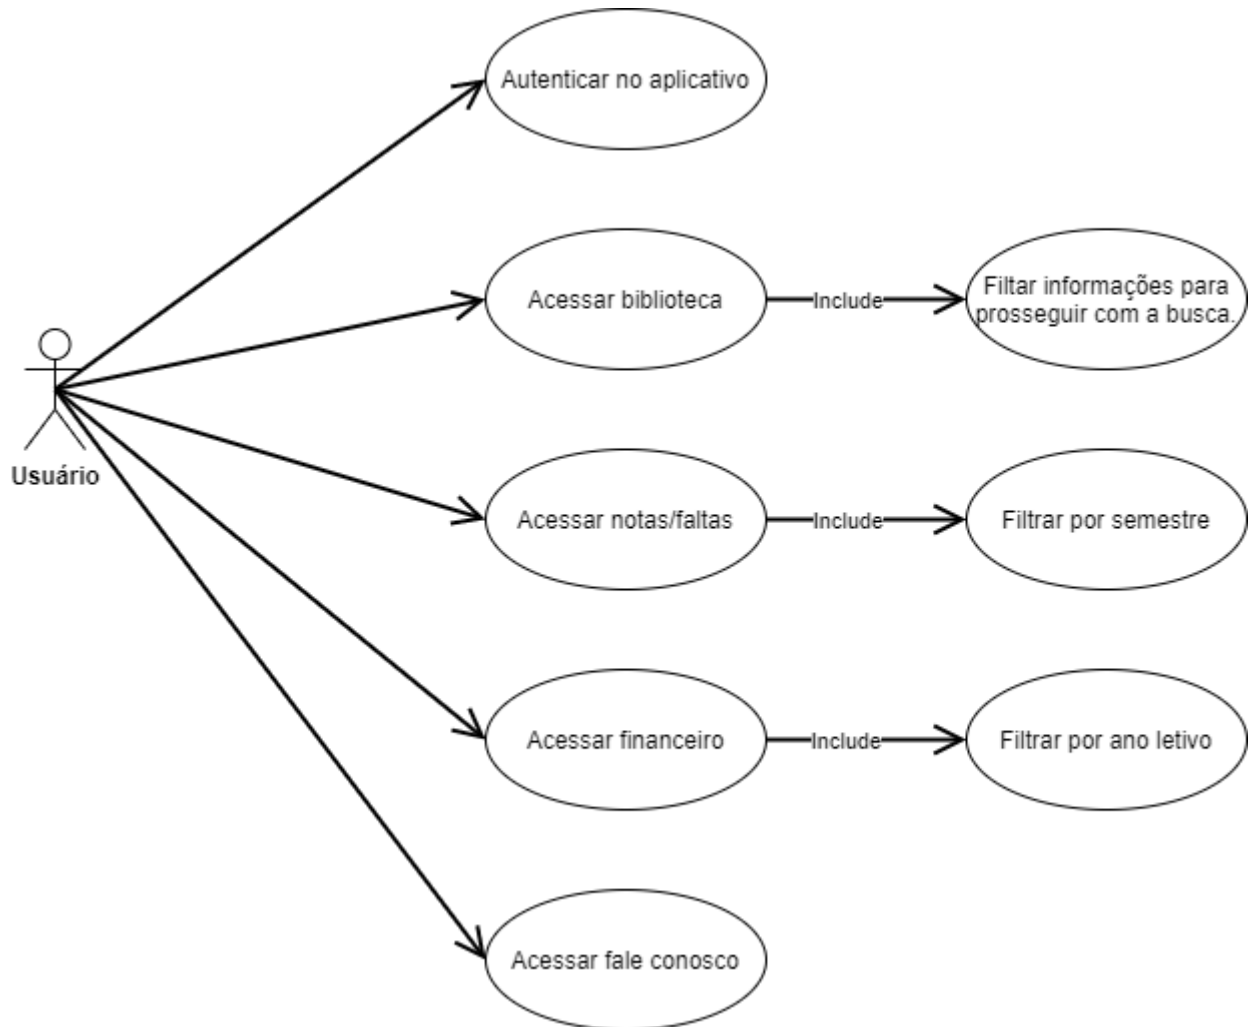 Autenticar no aplicativo
Acessar biblioteca
Include
Filtar informações para
prosseguir com a busca.
Usuário
Acessar notas/faltas
Include
Filtrar por semestre
Acessar financeiro
Include
Filtrar por ano letivo
Acessar fale conosco